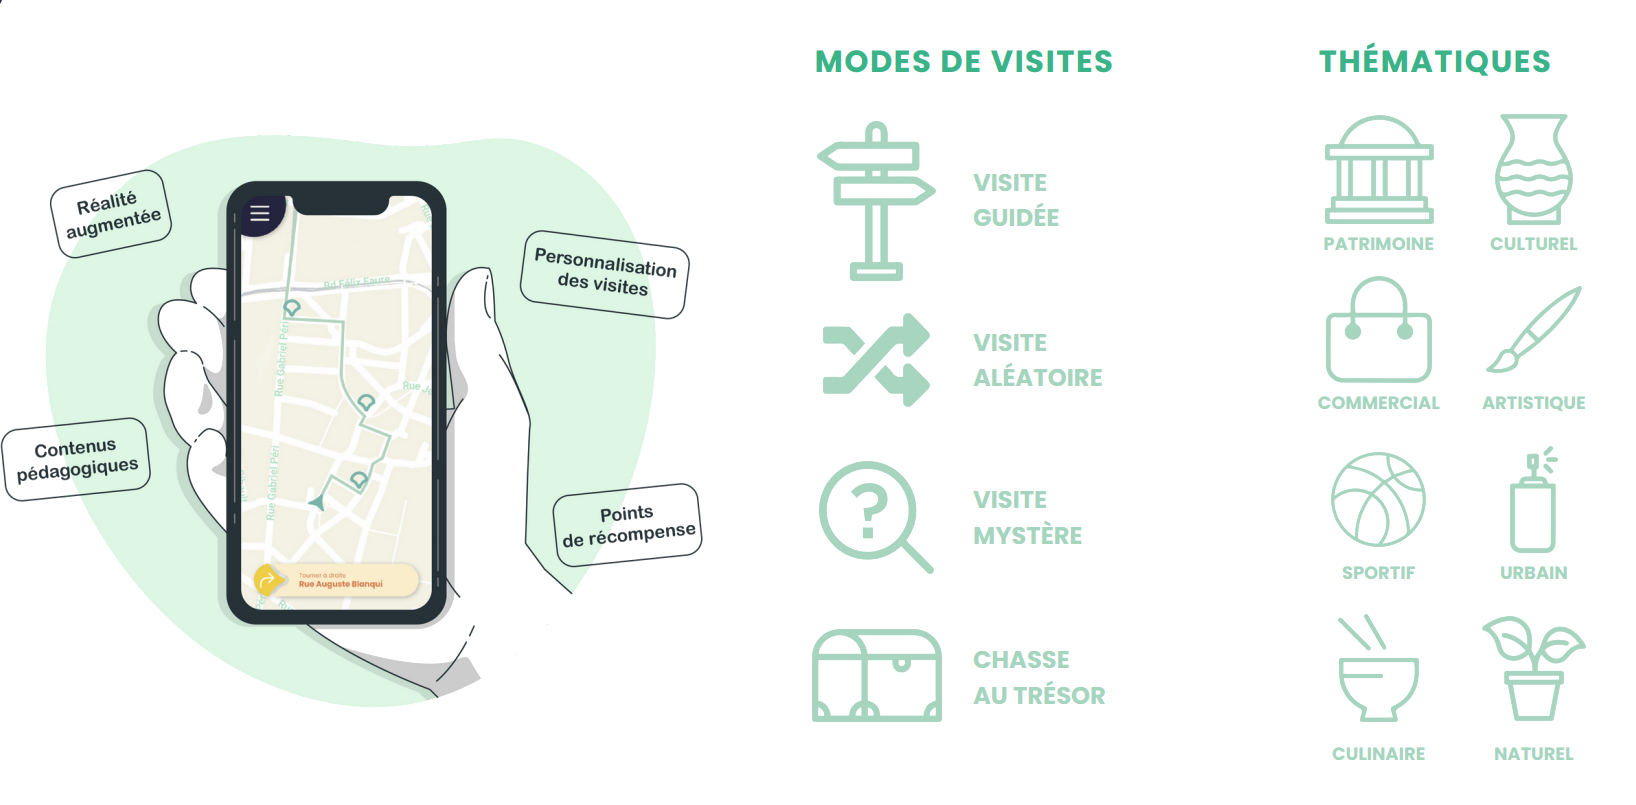 Réalité
augmentée
Personnalisation
des visites
Contenus
pédagogiques
Points
de récompense
Bd Félix Faure
Rue Gabriel Péri
Rue
Rue Gabriel Péri
Tourner à droite
Rue Auguste Blanqui
MODES DE VISITES
VISITE
GUIDÉE
VISITE
ALÉATOIRE
VISITE
MYSTÈRE
CHASSE
AU TRÉSOR
THÉMATIQUES
PATRIMOINE
CULTUREL
COMMERCIAL
ARTISTIQUE
SPORTIF
URBAIN
CULINAIRE
NATUREL